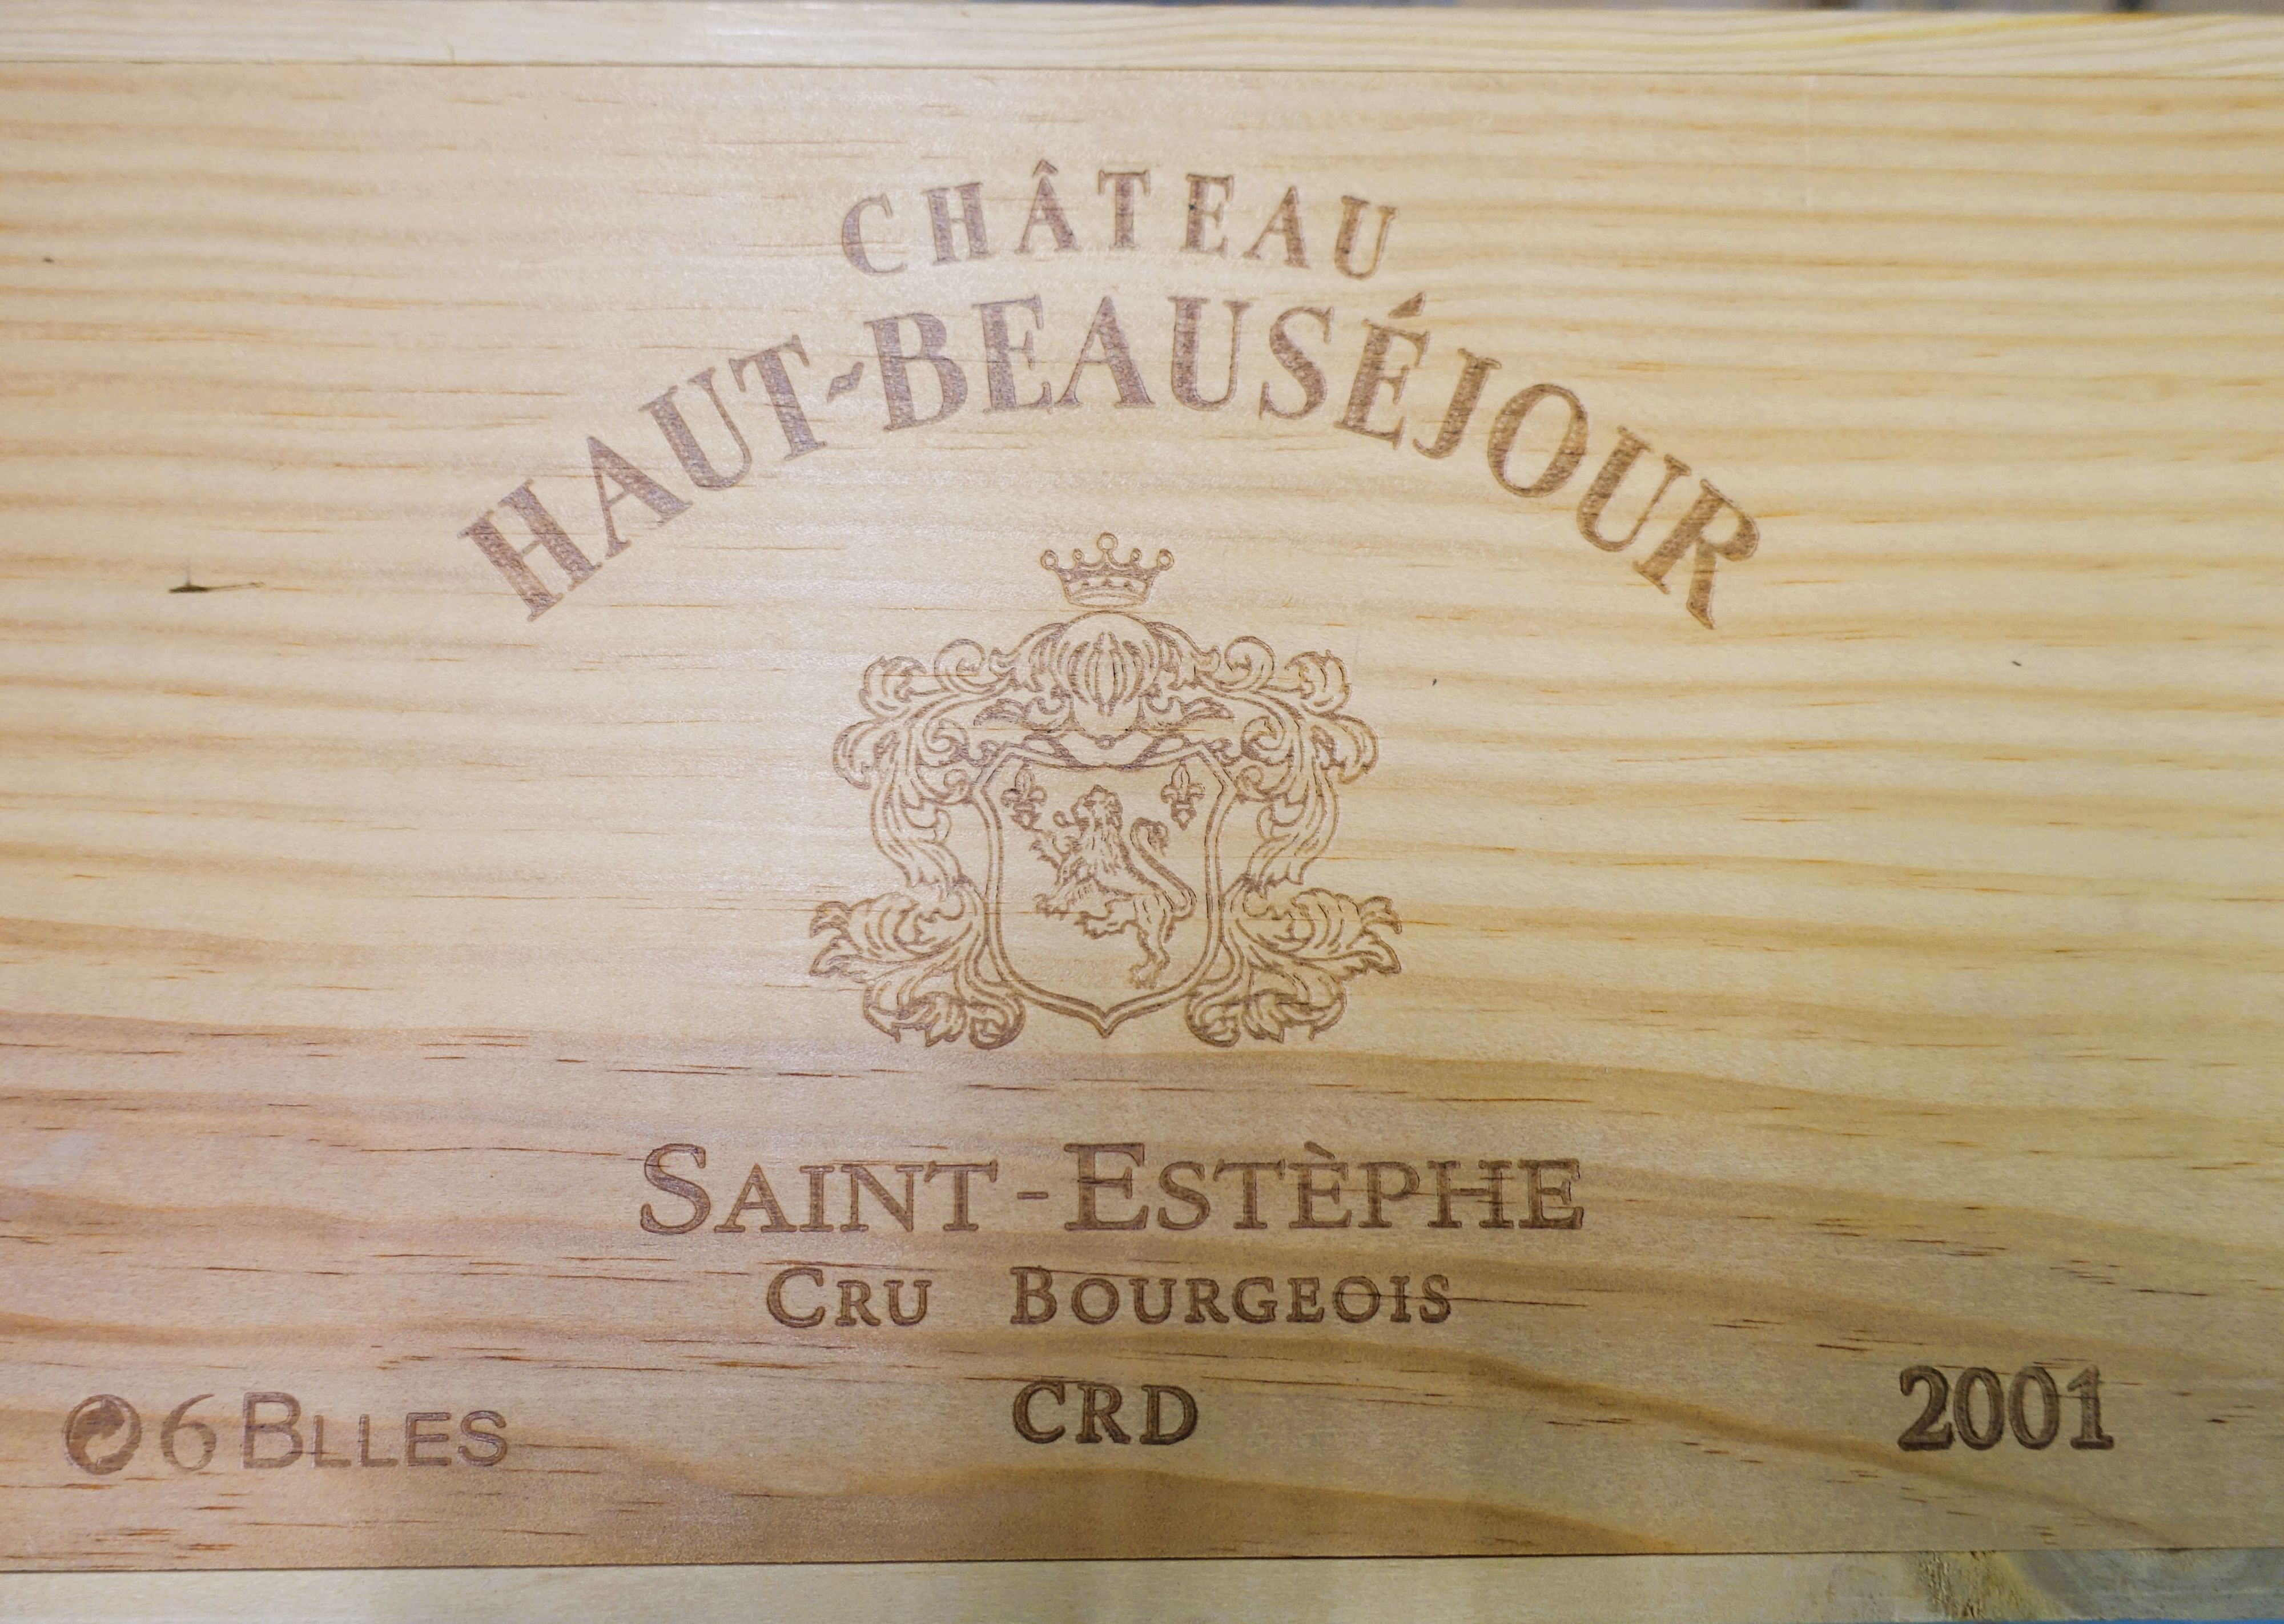 CHÂTEAU
HAUT-BEAUSÉJOUR
SAINT-ESTÈPHE
CRU BOURGEOIS
CRD
6 BLLES
2001